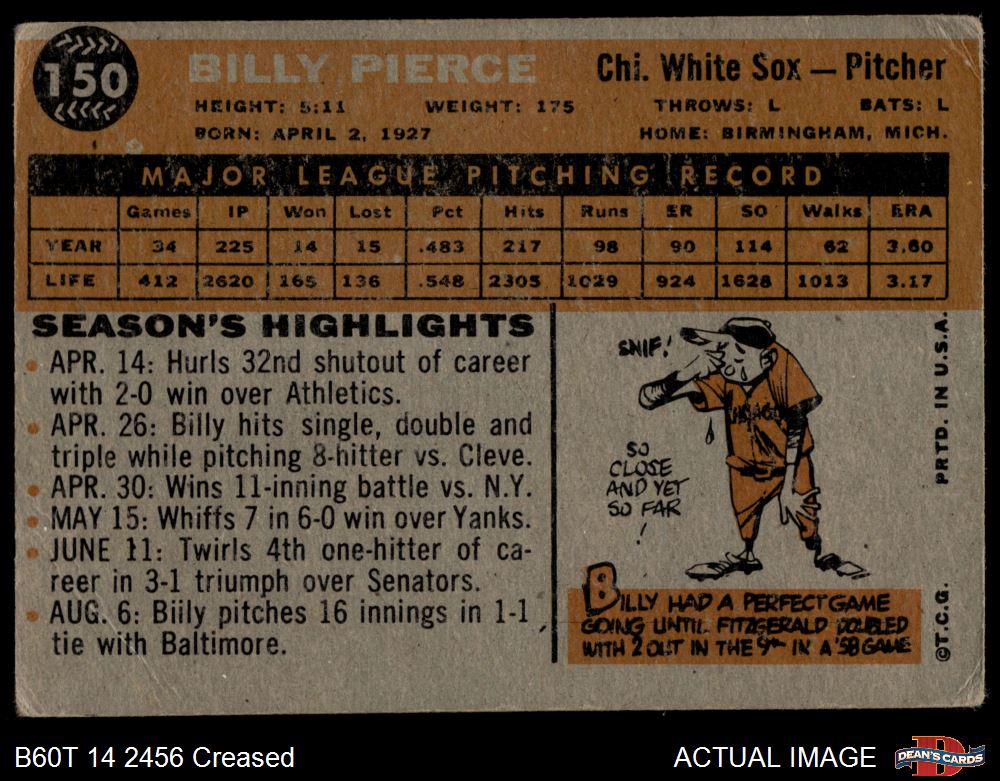 150
BILLY PIERCE
Chi. White Sox — Pitcher
HEIGHT: 5:11 WEIGHT: 175 THROWS: L BATS: L
BORN: APRIL 2, 1927 HOME: BIRMINGHAM, MICH.
MAJOR LEAGUE PITCHING RECORD
Games IP Won Lost Pct Hits Runs ER SO Walks ERA
YEAR 34 225 14 15 .483 217 98 90 114 62 3.60
LIFE 412 2620 165 136 .548 2305 1029 924 1628 1013 3.17
SEASON'S HIGHLIGHTS
• APR. 14: Hurls 32nd shutout of career
with 2-0 win over Athletics.
• APR. 26: Billy hits single, double and
triple while pitching 8-hitter vs. Cleve.
• APR. 30: Wins 11-inning battle vs. N.Y.
• MAY 15: Whiffs 7 in 6-0 win over Yanks.
• JUNE 11: Twirls 4th one-hitter of ca-
reer in 3-1 triumph over Senators.
• AUG. 6: Billy pitches 16 innings in 1-1
tie with Baltimore.
SNIF!
SO
CLOSE
AND YET
SO FAR
!
CHICAGO
BILLY HAD A PERFECT GAME
GOING UNTIL FITZGERALD DOUBLED
WITH 2 OUT IN THE 9TH IN A '58 GAME
©T.C.G. PRTD. IN U.S.A.
B60T 14 2456 Creased
ACTUAL IMAGE
D
DEAN'S CARDS